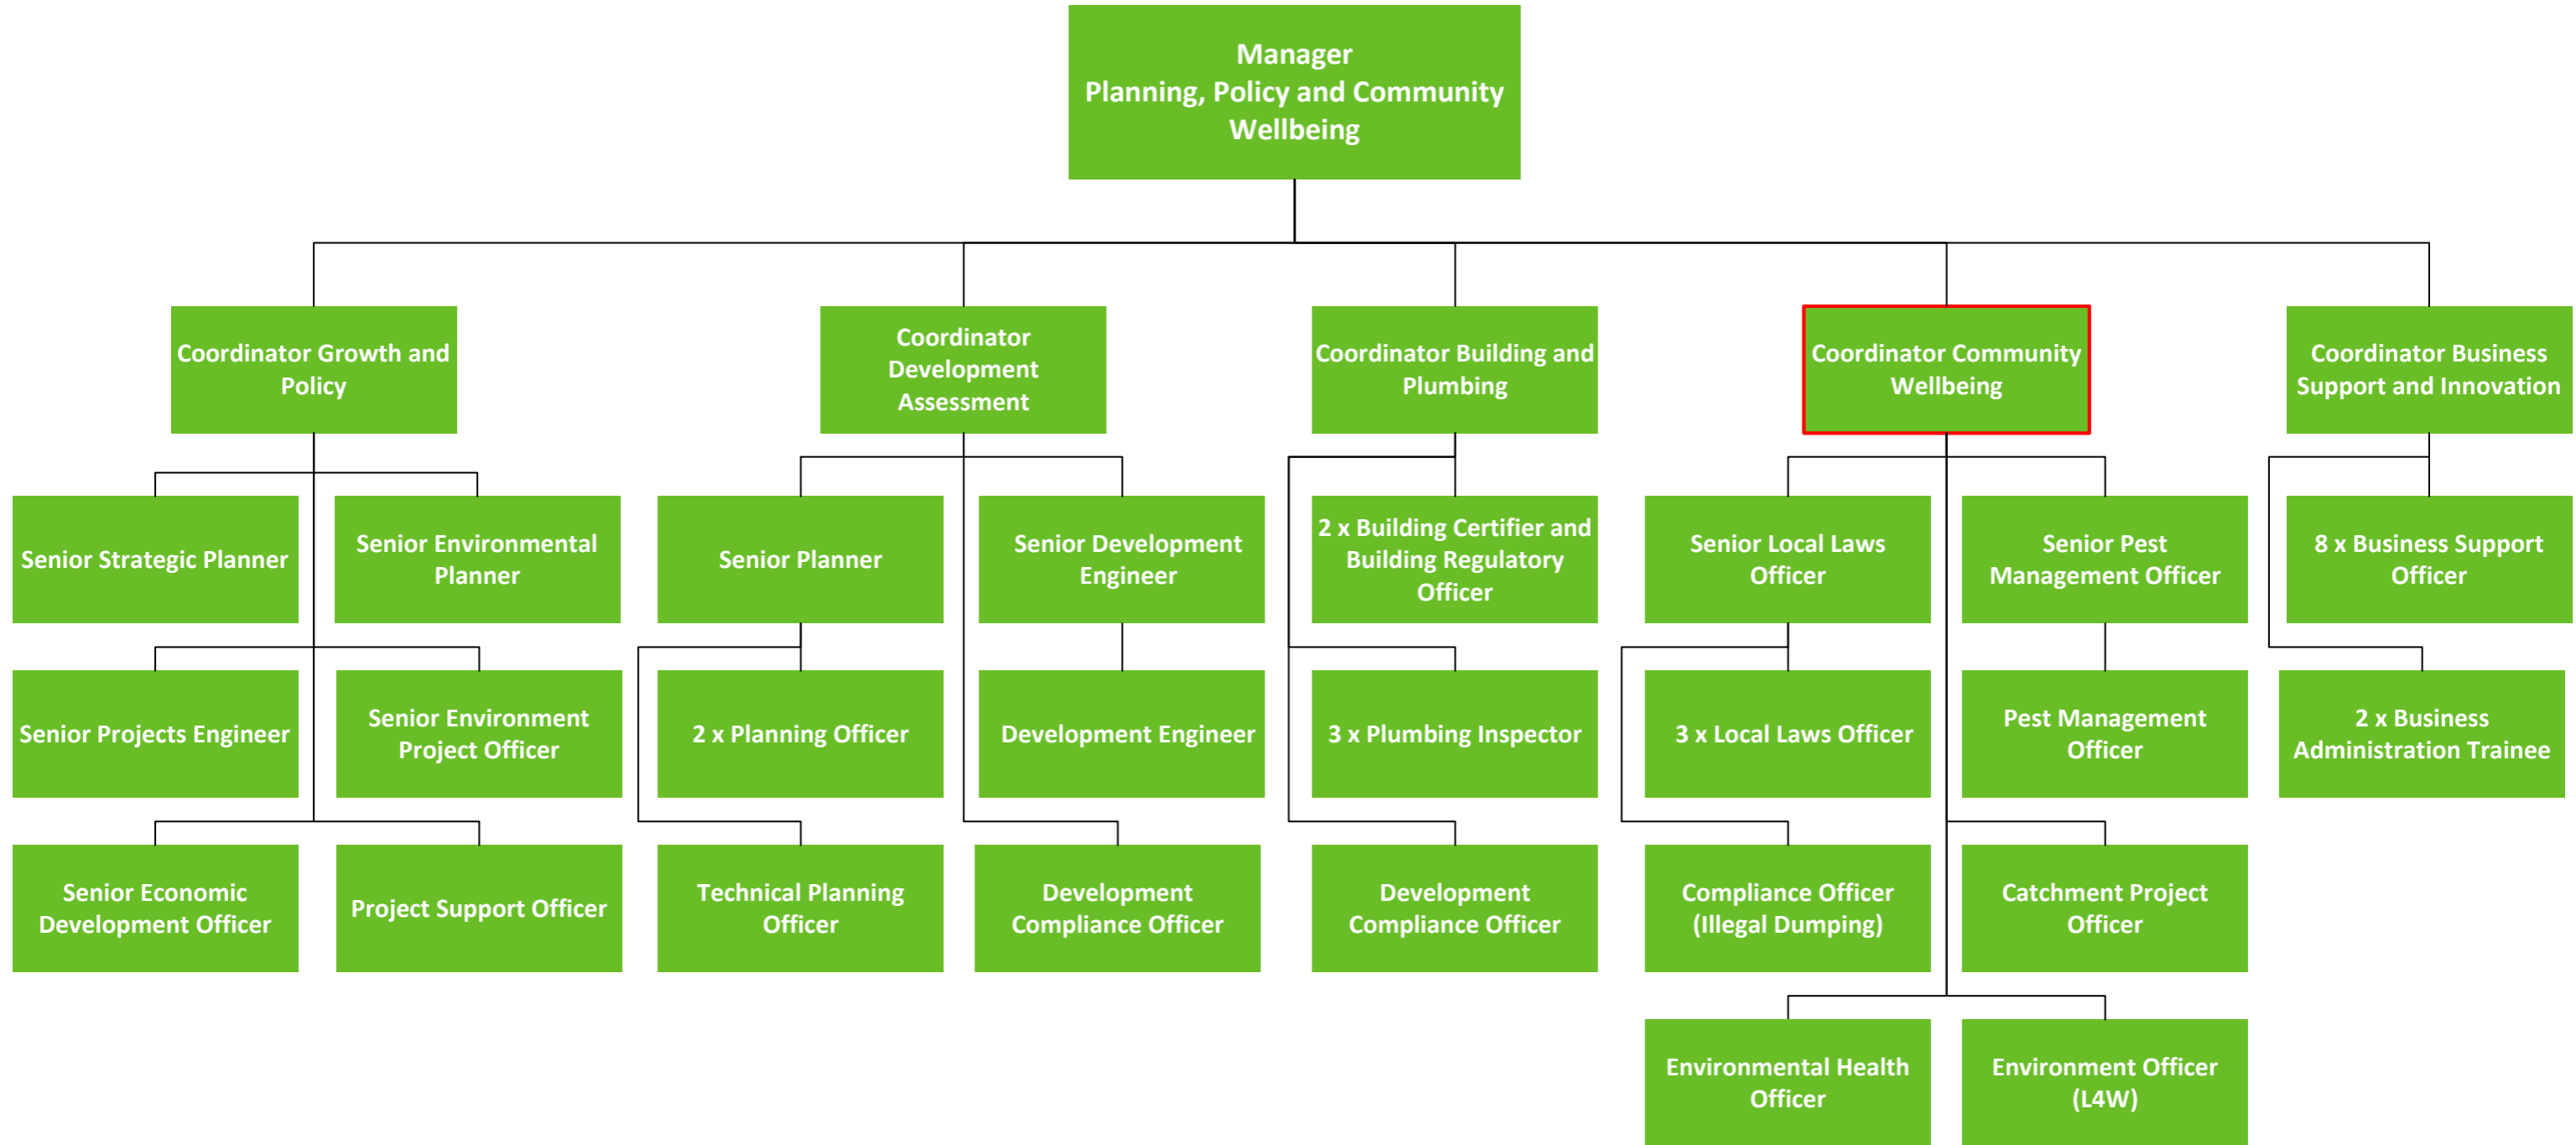 Manager
Planning, Policy and Community
Wellbeing
Coordinator Growth and
Policy
Coordinator
Development
Assessment
Coordinator Building and
Plumbing
Coordinator Community
Wellbeing
Coordinator Business
Support and Innovation
Senior Strategic Planner
Senior Environmental
Planner
Senior Planner
Senior Development
Engineer
2 x Building Certifier and
Building Regulatory
Officer
Senior Local Laws
Officer
Senior Pest
Management Officer
8 x Business Support
Officer
Senior Projects Engineer
Senior Environment
Project Officer
2 x Planning Officer
Development Engineer
3 x Plumbing Inspector
3 x Local Laws Officer
Pest Management
Officer
2 x Business
Administration Trainee
Senior Economic
Development Officer
Project Support Officer
Technical Planning
Officer
Development
Compliance Officer
Development
Compliance Officer
Compliance Officer
(Illegal Dumping)
Catchment Project
Officer
Environmental Health
Officer
Environment Officer
(L4W)